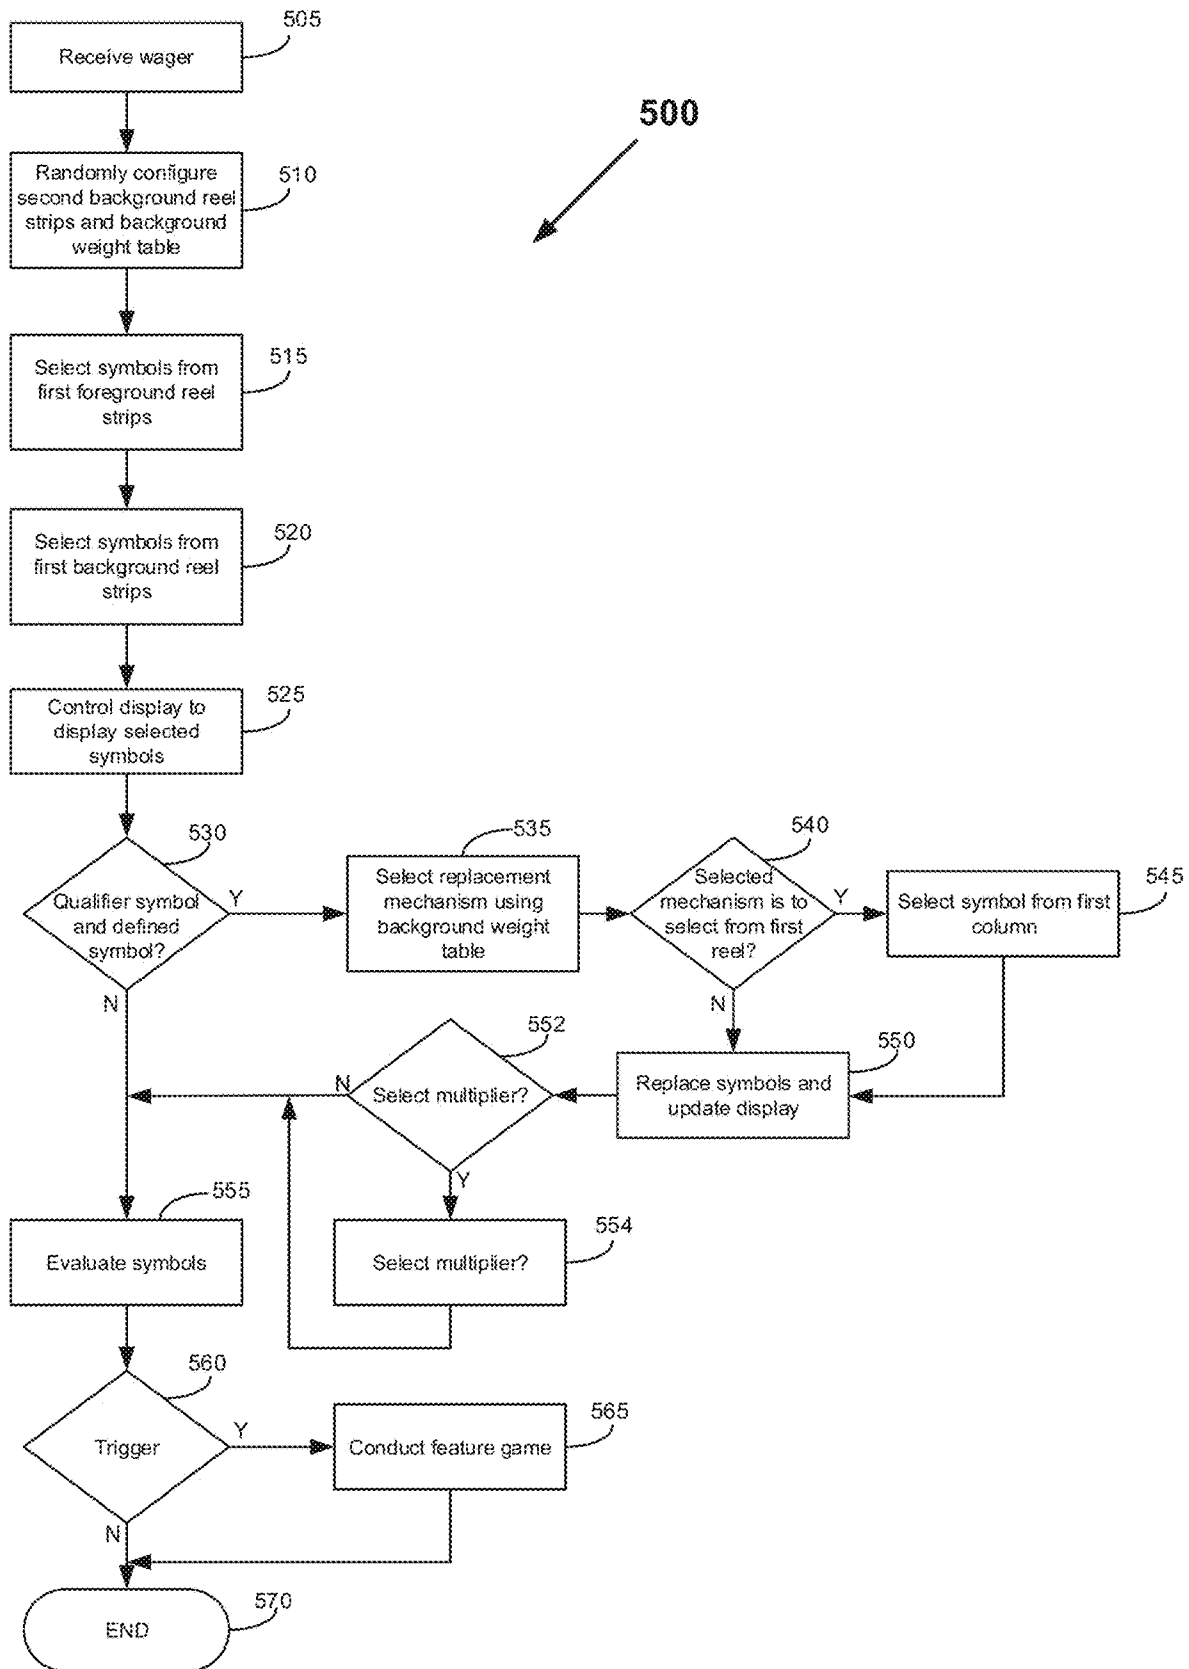 505
Receive wager
500
Randomly configure
second background reel
strips and background
weight table
510
515
Select symbols from
first foreground reel
strips
520
Select symbols from
first background reel
strips
525
Control display to
display selected
symbols
530
Qualifier symbol
and defined
symbol?
Y
N
535
Select replacement
mechanism using
background weight
table
540
Selected
mechanism is to
select from first
reel?
Y
N
545
Select symbol from first
column
550
Replace symbols and
update display
552
Select multiplier?
N
Y
554
Select multiplier?
555
Evaluate symbols
560
Trigger
Y
N
565
Conduct feature game
570
END